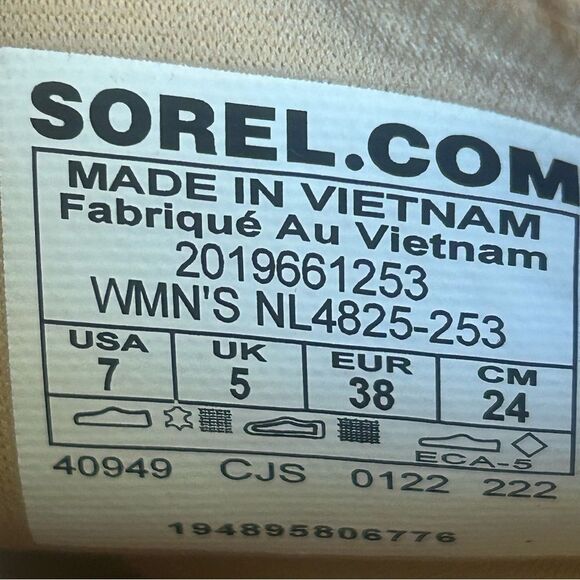 SOREL.COM
MADE IN VIETNAM
Fabriqué Au Vietnam
2019661253
WMN'S NL4825-253
USA UK EUR CM
7 5 38 24
ECA-5
40949 CJS 0122 222
194895806776